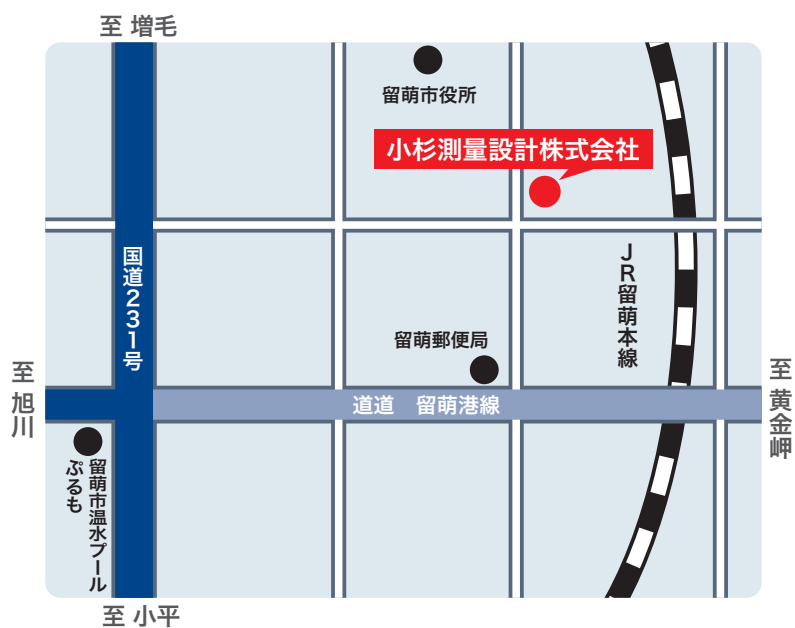 至 増毛
留萌市役所
小杉測量設計株式会社
国道231号
JR留萌本線
留萌郵便局
至 旭川
至 黄金岬
道道　留萌港線
留萌市温水プール
ぷるも
至 小平